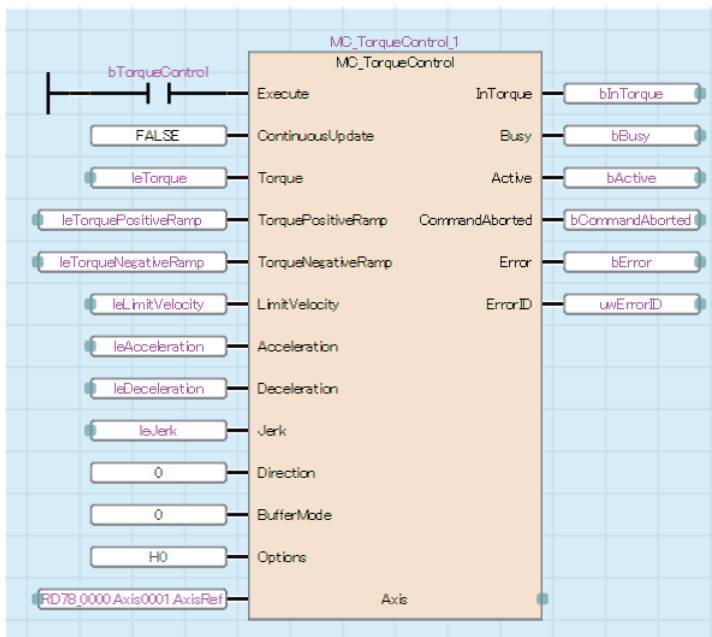 MC_TorqueControl_1
MC_TorqueControl
bTorqueControl
Execute InTorque bInTorque
FALSE ContinuousUpdate Busy bBusy
leTorque Torque Active bActive
leTorquePositiveRamp TorquePositiveRamp CommandAborted bCommandAborted
leTorqueNegativeRamp TorqueNegativeRamp Error bError
leLimitVelocity LimitVelocity ErrorID uwErrorID
leAcceleration Acceleration
leDeceleration Deceleration
leJerk Jerk
0 Direction
0 BufferMode
H0 Options
RD78_0000.Axis0001.AxisRef Axis